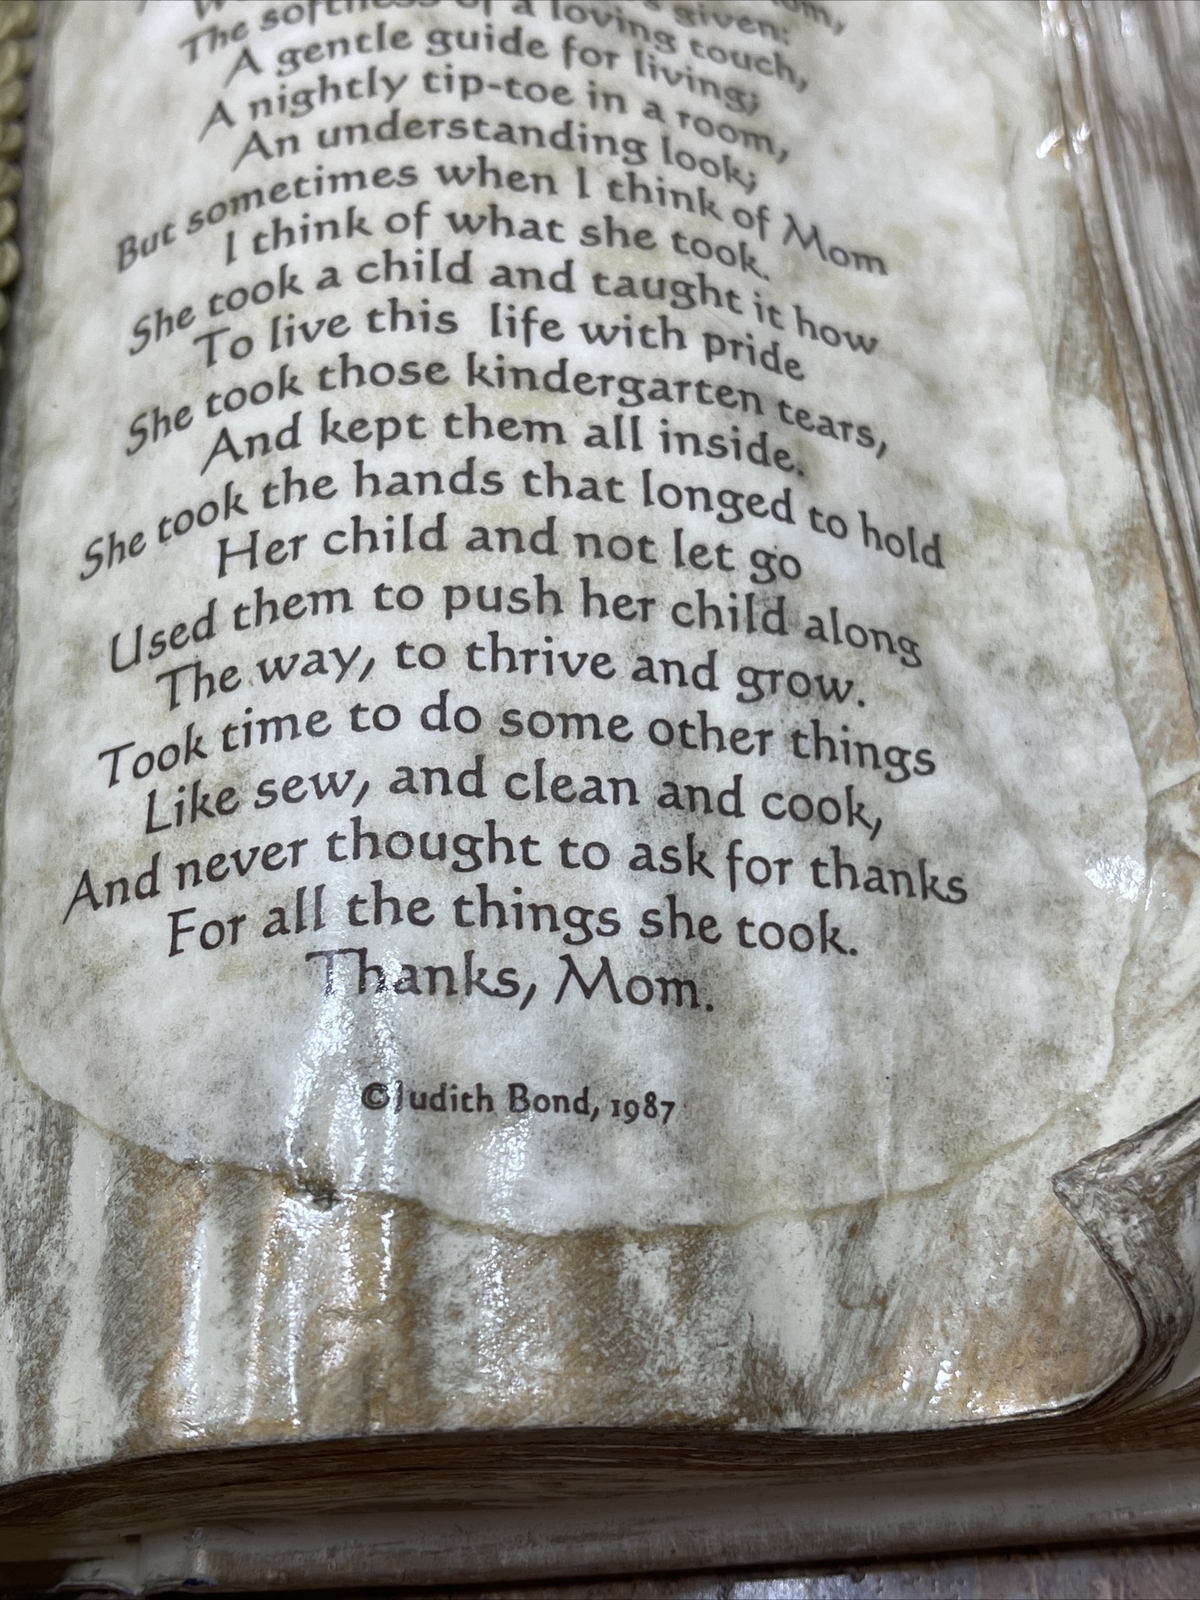 The softness of a loving touch,
given:
A gentle guide for living;
A nightly tip-toe in a room,
An understanding look;
But sometimes when I think of Mom
I think of what she took.
She took a child and taught it how
To live this life with pride
She took those kindergarten tears,
And kept them all inside.
She took the hands that longed to hold
Her child and not let go
Used them to push her child along
The way, to thrive and grow.
Took time to do some other things
Like sew, and clean and cook,
And never thought to ask for thanks
For all the things she took.
Thanks, Mom.
©Judith Bond, 1987